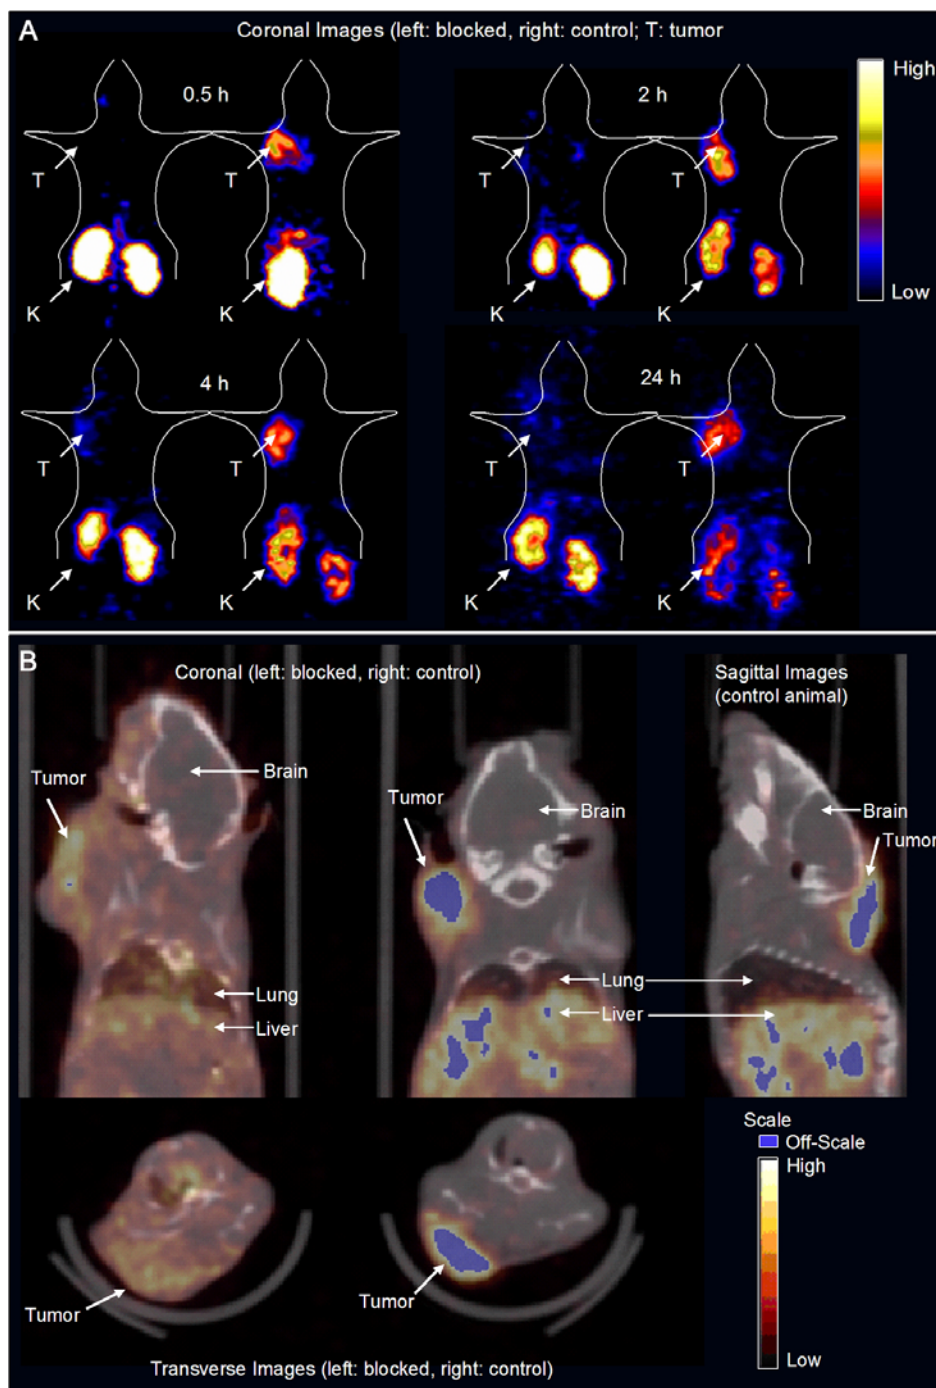 A
Coronal Images (left: blocked, right: control; T: tumor
0.5 h
2 h
High
T
T
T
T
Low
K
K
K
K
4 h
24 h
T
T
T
T
K
K
K
K
B
Coronal (left: blocked, right: control)
Sagittal Images
(control animal)
Tumor
Brain
Tumor
Brain
Brain
Tumor
Lung
Lung
Liver
Liver
Scale
Off-Scale
High
Low
Tumor
Tumor
Transverse Images (left: blocked, right: control)